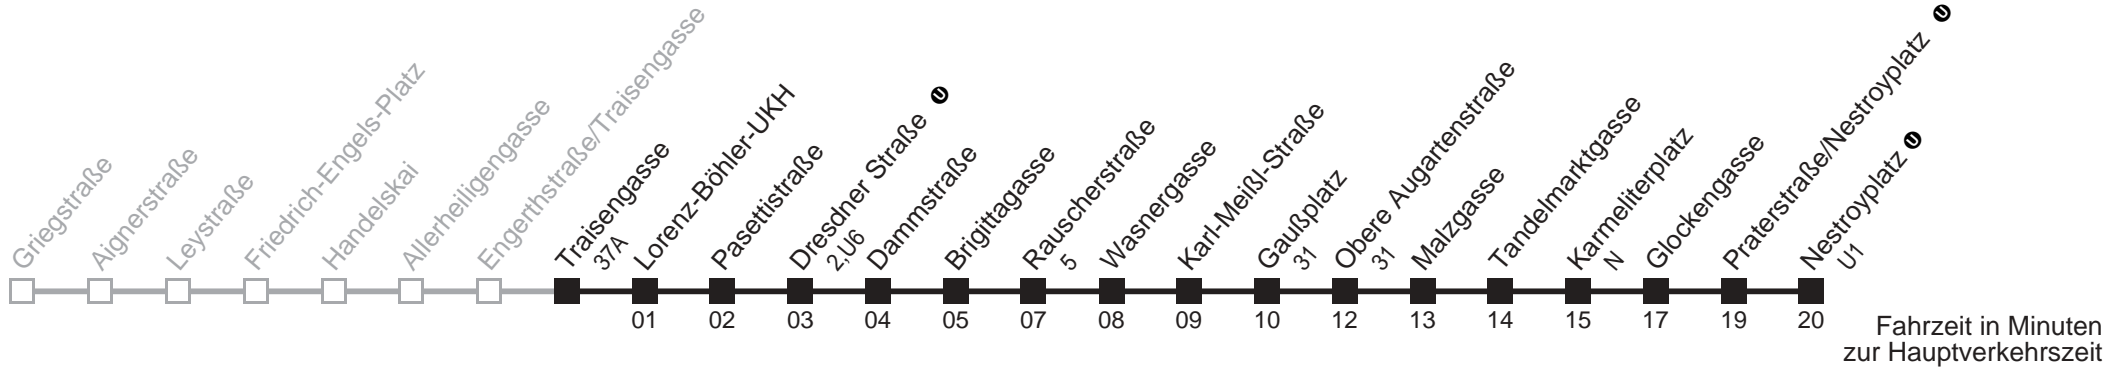 Griegstraße
Aignerstraße
Leystraße
Friedrich-Engels-Platz
Handelskai
Allerheiligengasse
Engerthstraße/Traisengasse
Traisengasse
37A
Lorenz-Böhler-UKH
Pasettistraße
Dresdner Straße U
2,U6
Dammstraße
Brigittagasse
Rauscherstraße
5
Wasnergasse
Karl-Meißl-Straße
Gaußplatz
31
Obere Augartenstraße
31
Malzgasse
Tandelmarktgasse
Karmeliterplatz
N
Glockengasse
Praterstraße/Nestroyplatz U
Nestroyplatz U
U1
01 02 03 04 05 07 08 09 10 12 13 14 15 17 19 20
Fahrzeit in Minuten
zur Hauptverkehrszeit